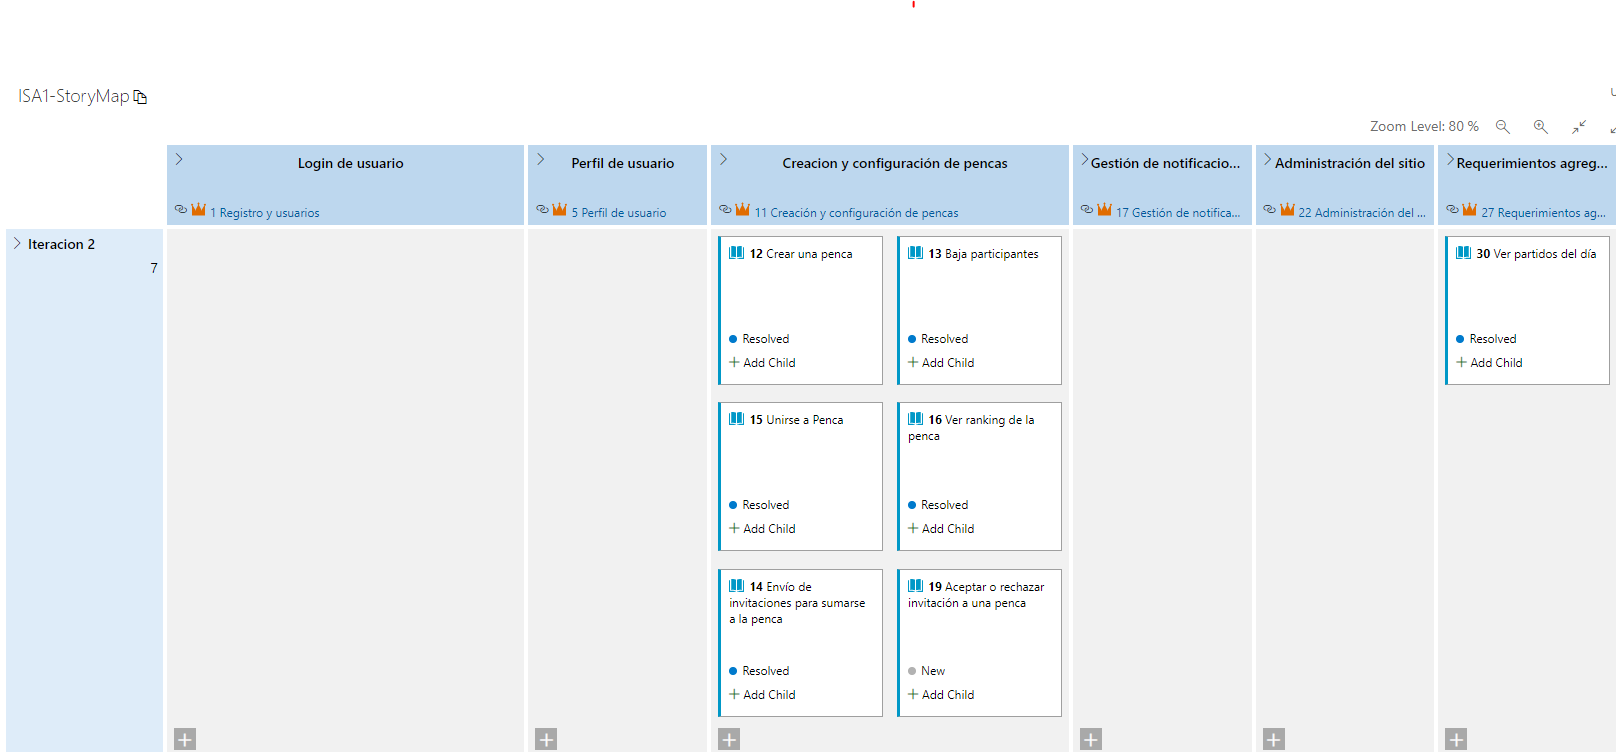 ISA1-StoryMap
Zoom Level: 80 %
Login de usuario
1 Registro y usuarios
Perfil de usuario
5 Perfil de usuario
Creacion y configuración de pencas
11 Creación y configuración de pencas
Gestión de notificacio...
17 Gestión de notifica...
Administración del sitio
22 Administración del ...
Requerimientos agreg...
27 Requerimientos ag...
Iteracion 2
7
12 Crear una penca
Resolved
Add Child
13 Baja participantes
Resolved
Add Child
30 Ver partidos del día
Resolved
Add Child
15 Unirse a Penca
Resolved
Add Child
16 Ver ranking de la
penca
Resolved
Add Child
14 Envío de
invitaciones para sumarse
a la penca
Resolved
Add Child
19 Aceptar o rechazar
invitación a una penca
New
Add Child